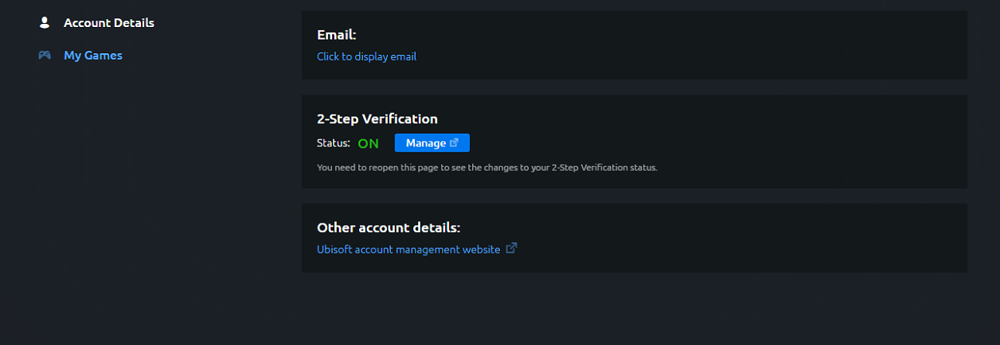 Account Details
My Games
Email:
Click to display email
2-Step Verification
Status: ON Manage
You need to reopen this page to see the changes to your 2-Step Verification status.
Other account details:
Ubisoft account management website